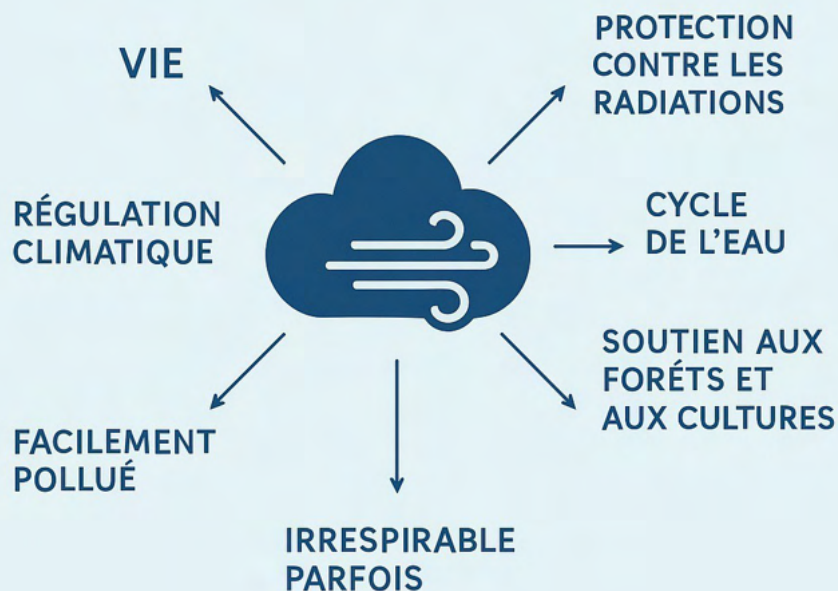 VIE
PROTECTION
CONTRE LES
RADIATIONS
RÉGULATION
CLIMATIQUE
CYCLE
DE L'EAU
SOUTIEN AUX
FORÉTS ET
AUX CULTURES
FACILEMENT
POLLUÉ
IRRESPIRABLE
PARFOIS